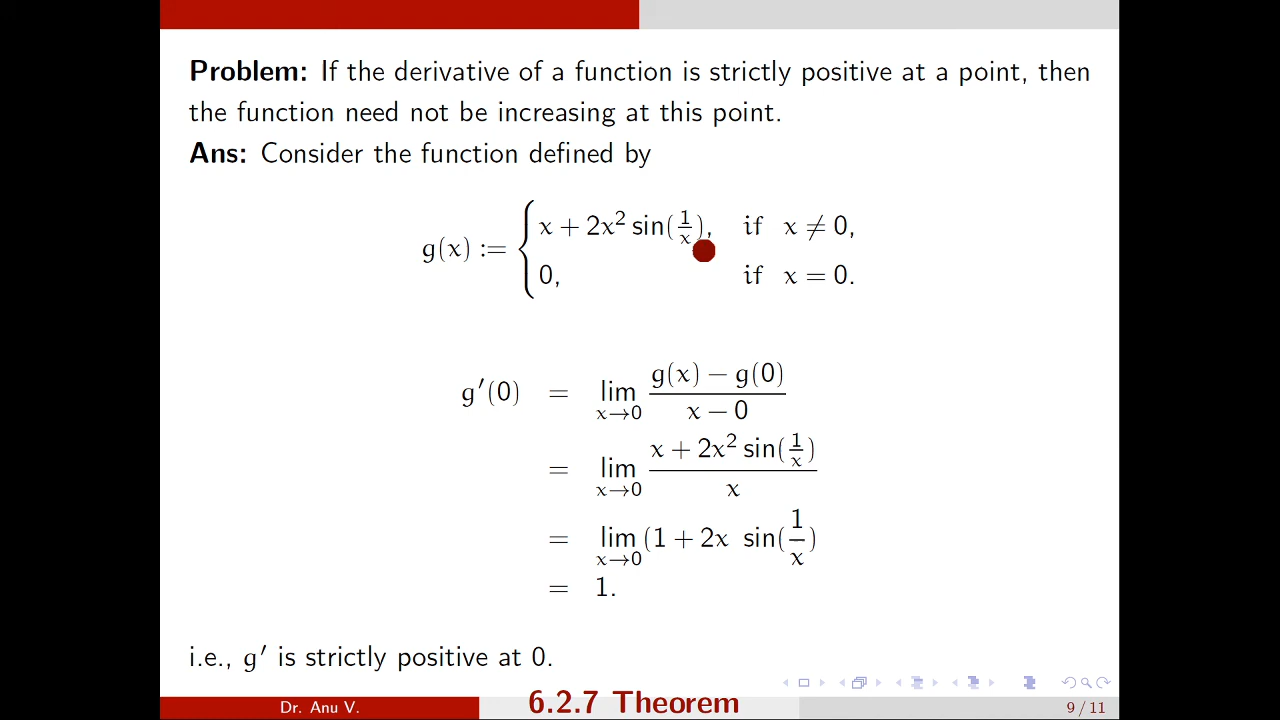 Problem: If the derivative of a function is strictly positive at a point, then
the function need not be increasing at this point.
Ans: Consider the function defined by
g(x) := { x + 2x² sin(1/x), if x ≠ 0,
0, if x = 0.
g′(0) = lim x→0 (g(x) − g(0))/(x − 0)
= lim x→0 (x + 2x² sin(1/x))/x
= lim x→0 (1 + 2x sin(1/x)
= 1.
i.e., g′ is strictly positive at 0.
Dr. Anu V. 6.2.7 Theorem 9 / 11